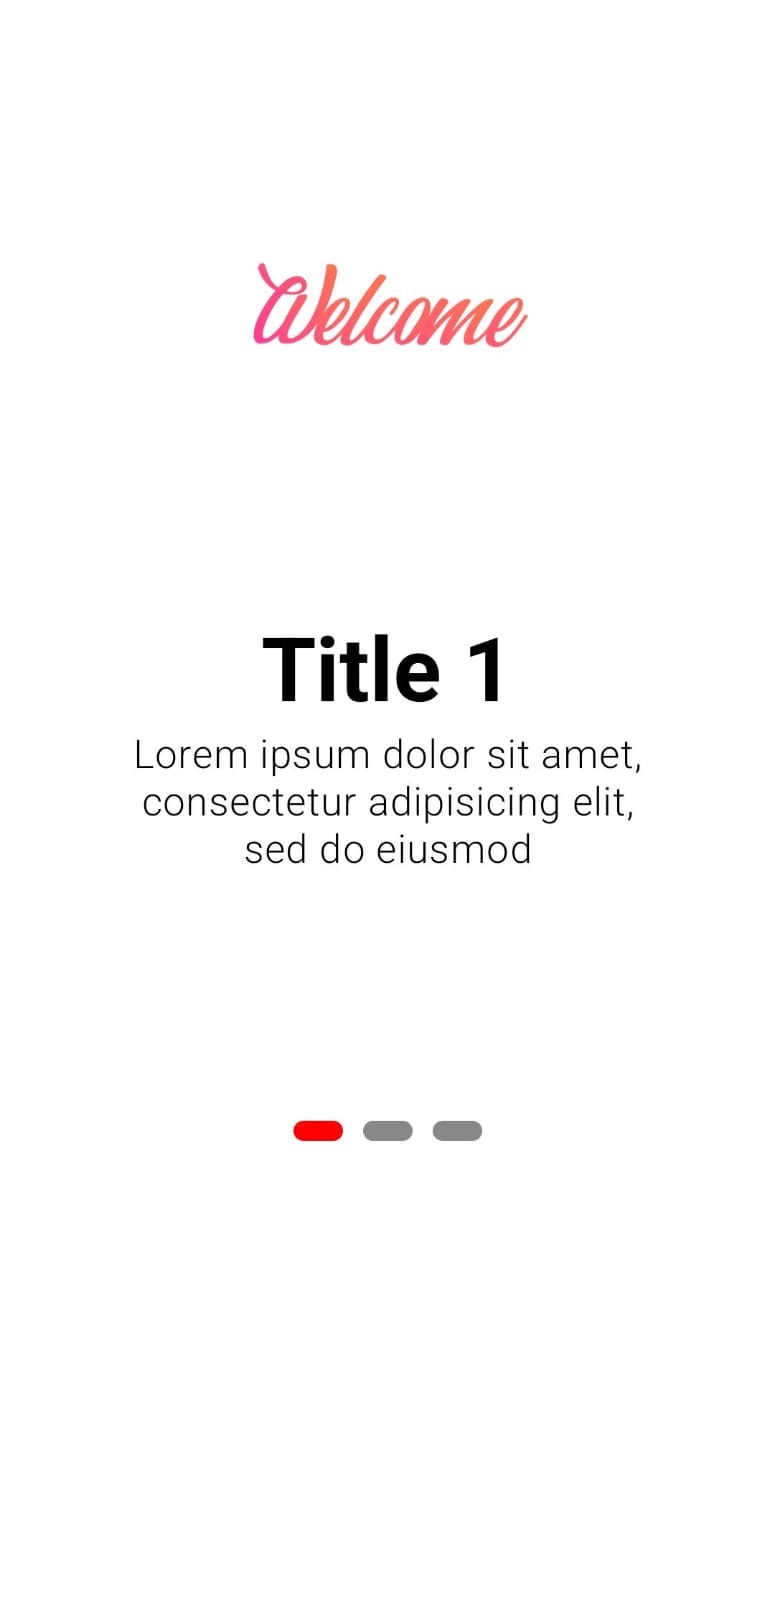 Welcome
Title 1
Lorem ipsum dolor sit amet,
consectetur adipisicing elit,
sed do eiusmod